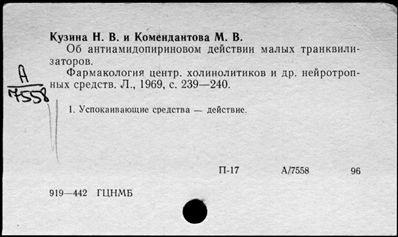 Кузина Н. В. и Комендантова М. В.
Об антиамидопириновом действии малых транквили-
заторов.
Фармакология центр. холинолитиков и др. нейротроп-
ных средств. Л., 1969, с. 239—240.
А
7558
1. Успокаивающие средства — действие.
П-17 А/7558 96
919—442 ГЦНМБ